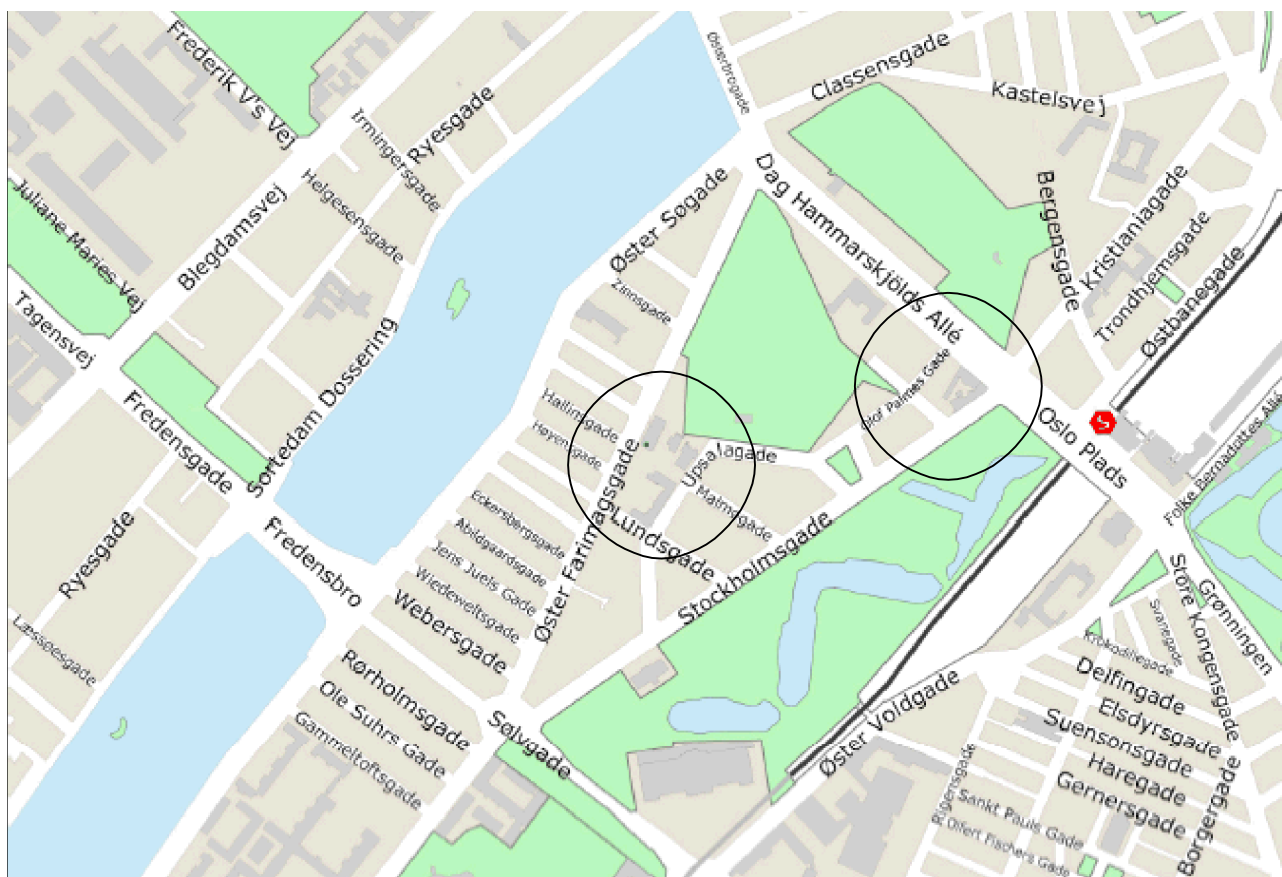 Frederik V's Vej
Østerbrogade
Classensgade
Kastelsvej
Irmingersgade
Ryesgade
Helgesensgade
Juliane Maries Vej
Blegdamsvej
Dag Hammarskjölds Allé
Bergensgade
Kristianiagade
Trondhjemsgade
Østbanegade
Øster Søgade
Zinnsgade
Tagensvej
Sortedam Dossering
Fredensgade
Hallinsgade
Høyensgade
Olof Palmes Gade
Oslo Plads
Folke Bernadottes Allé
Upsalagade
Malmøgade
Lundsgade
Eckersbergsgade
Abildgaardsgade
Jens Juels Gade
Wiedeweltsgade
Webersgade
Øster Farimagsgade
Stockholmsgade
Fredensbro
Ryesgade
Læssøesgade
Rørholmsgade
Ole Suhrs Gade
Gammeltoftsgade
Sølvgade
Øster Voldgade
Grønningen
Store Kongensgade
Svanegade
Krokodillegade
Delfingade
Elsdyrsgade
Suensonsgade
Haregade
Gernersgade
Borgergade
Rigensgade
Sankt Pauls Gade
Olfert Fischers Gade